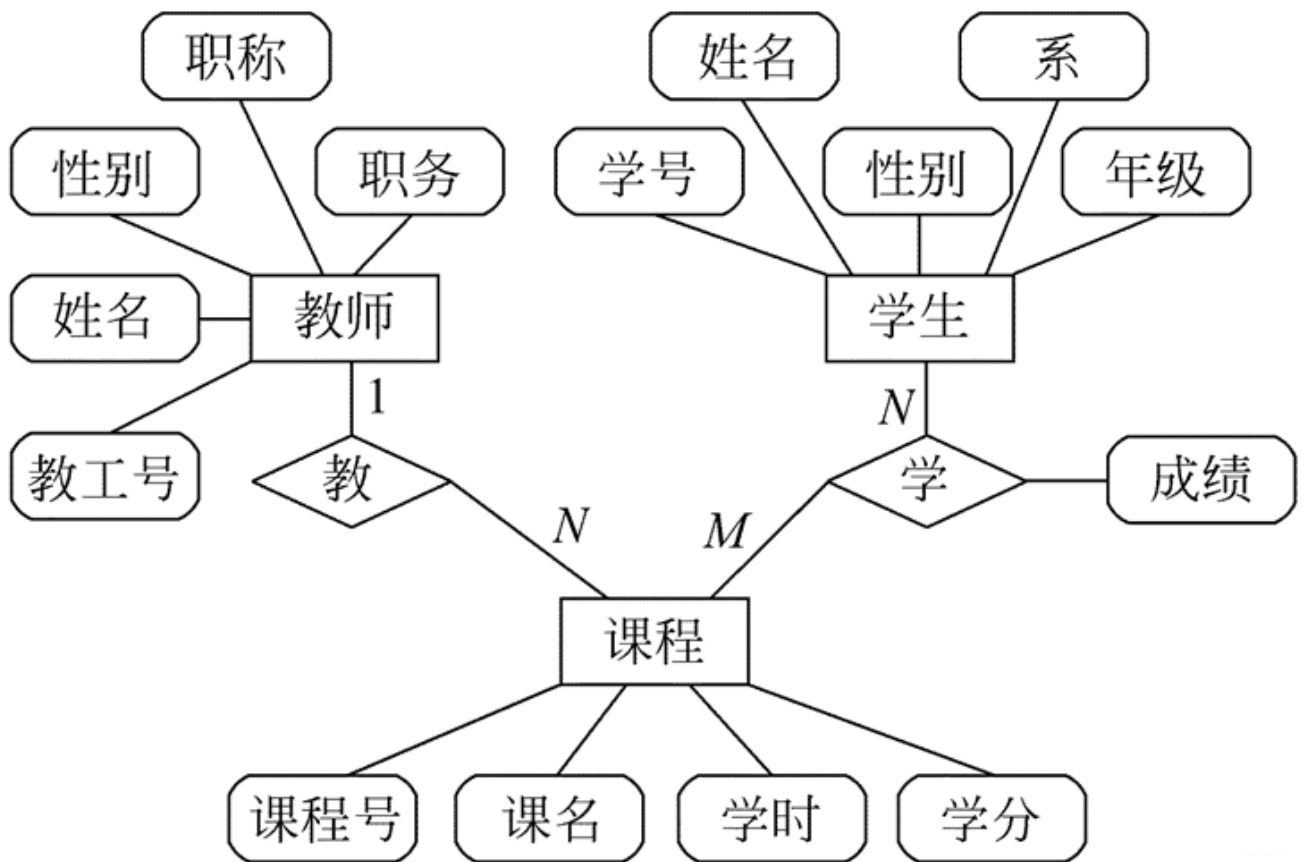 职称
姓名
系
性别
职务
学号
性别
年级
姓名
教师
学生
1
N
教工号
教
学
成绩
N
M
课程
课程号
课名
学时
学分